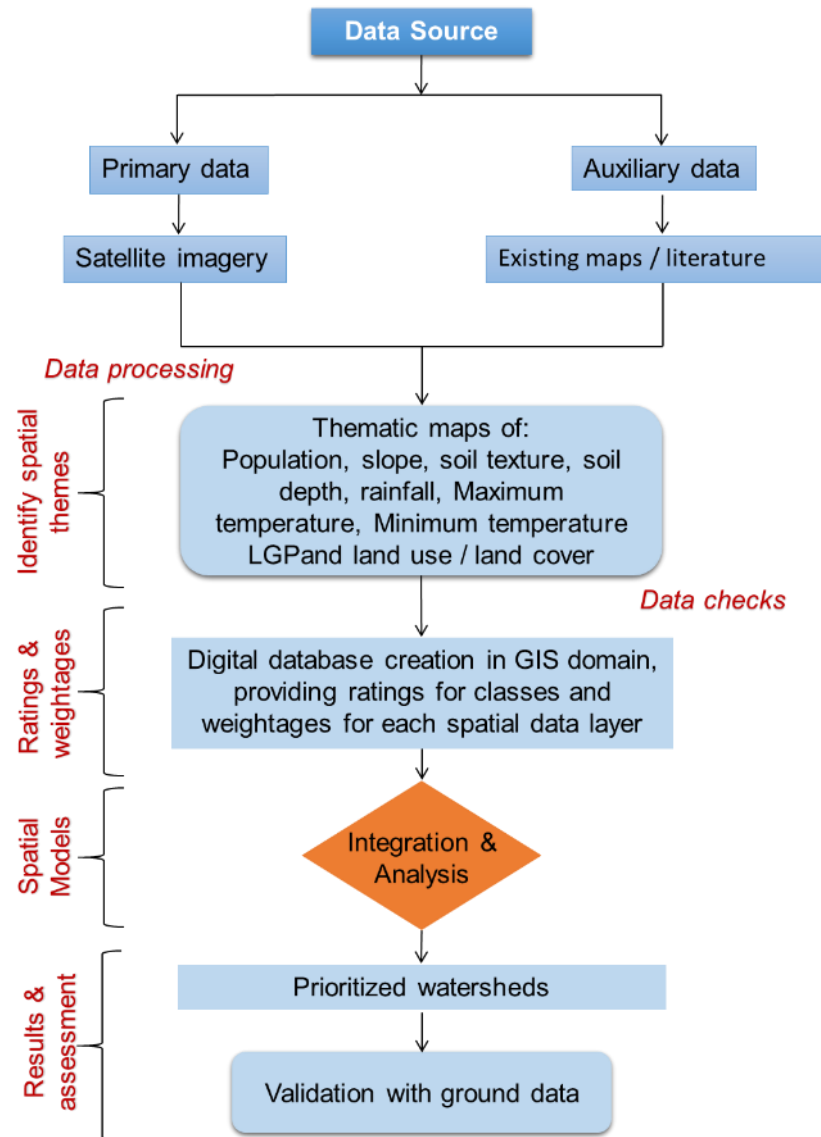 Data Source
Primary data
Auxiliary data
Satellite imagery
Existing maps / literature
Data processing
Identify spatial
themes
Thematic maps of:
Population, slope, soil texture, soil
depth, rainfall, Maximum
temperature, Minimum temperature
LGPand land use / land cover
Data checks
Ratings &
weightages
Digital database creation in GIS domain,
providing ratings for classes and
weightages for each spatial data layer
Spatial
Models
Integration &
Analysis
Results &
assessment
Prioritized watersheds
Validation with ground data